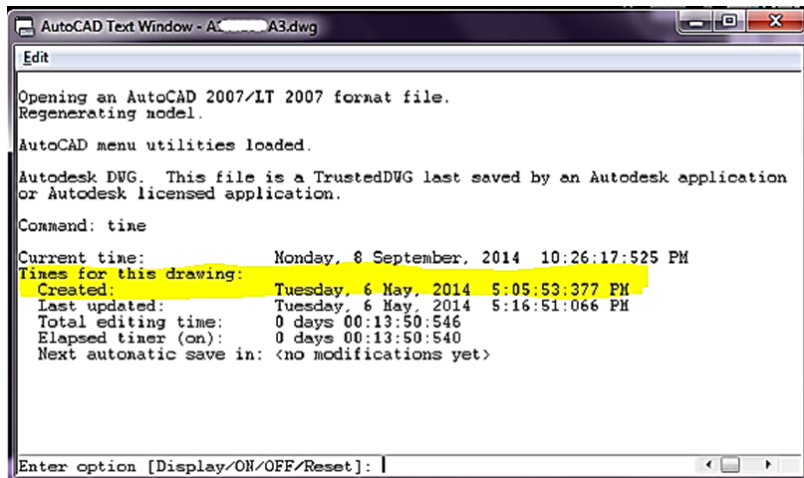 AutoCAD Text Window - A A3.dwg
Edit
Opening an AutoCAD 2007/LT 2007 format file.
Regenerating model.
AutoCAD menu utilities loaded.
Autodesk DWG.  This file is a TrustedDWG last saved by an Autodesk application
or Autodesk licensed application.
Command: time
Current time: Monday, 8 September, 2014 10:26:17:525 PM
Times for this drawing:
Created: Tuesday, 6 May, 2014 5:05:53:377 PM
Last updated: Tuesday, 6 May, 2014 5:16:51:066 PM
Total editing time: 0 days 00:13:50:546
Elapsed timer (on): 0 days 00:13:50:540
Next automatic save in: <no modifications yet>
Enter option [Display/ON/OFF/Reset]: